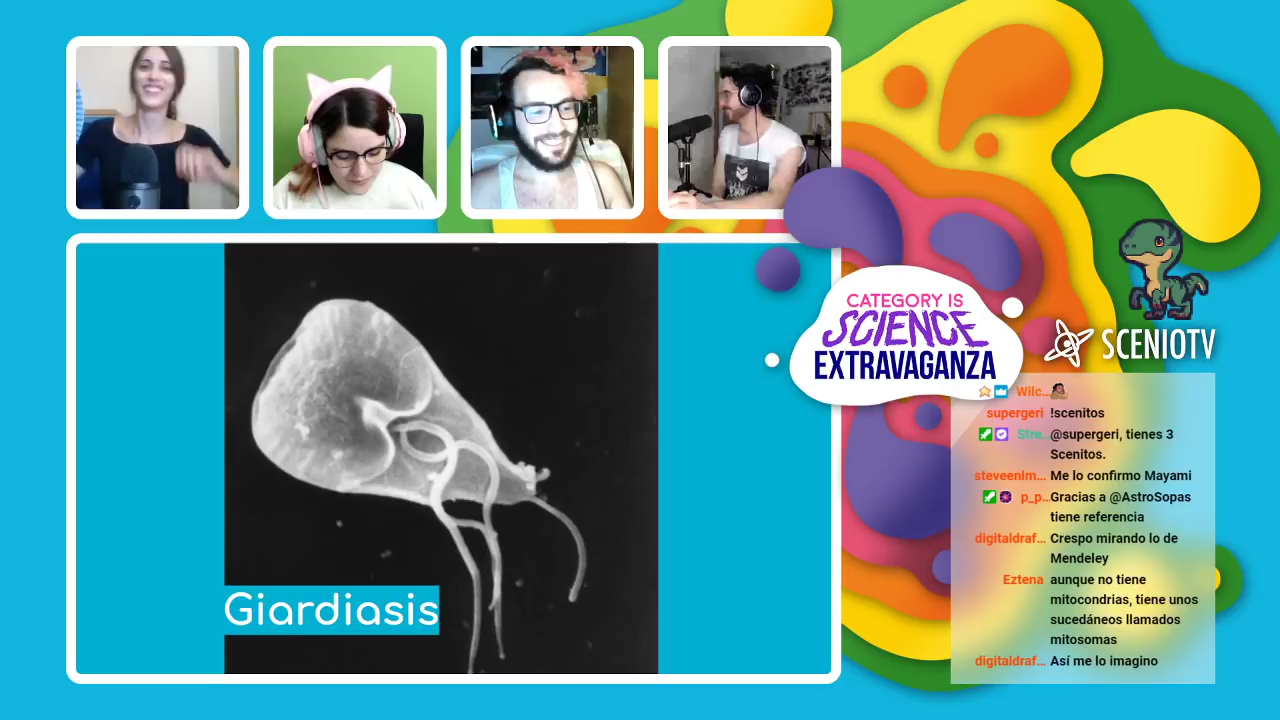 CATEGORY IS
SCIENCE
EXTRAVAGANZA
SCENIOTV
Giardiasis
Wilc...
supergeri !scenitos
Stre... @supergeri, tienes 3
Scenitos.
steveenim... Me lo confirmo Mayami
p_p... Gracias a @AstroSopas
tiene referencia
digitaldraf... Crespo mirando lo de
Mendeley
Eztena aunque no tiene
mitocondrias, tiene unos
sucedáneos llamados
mitosomas
digitaldraf... Así me lo imagino